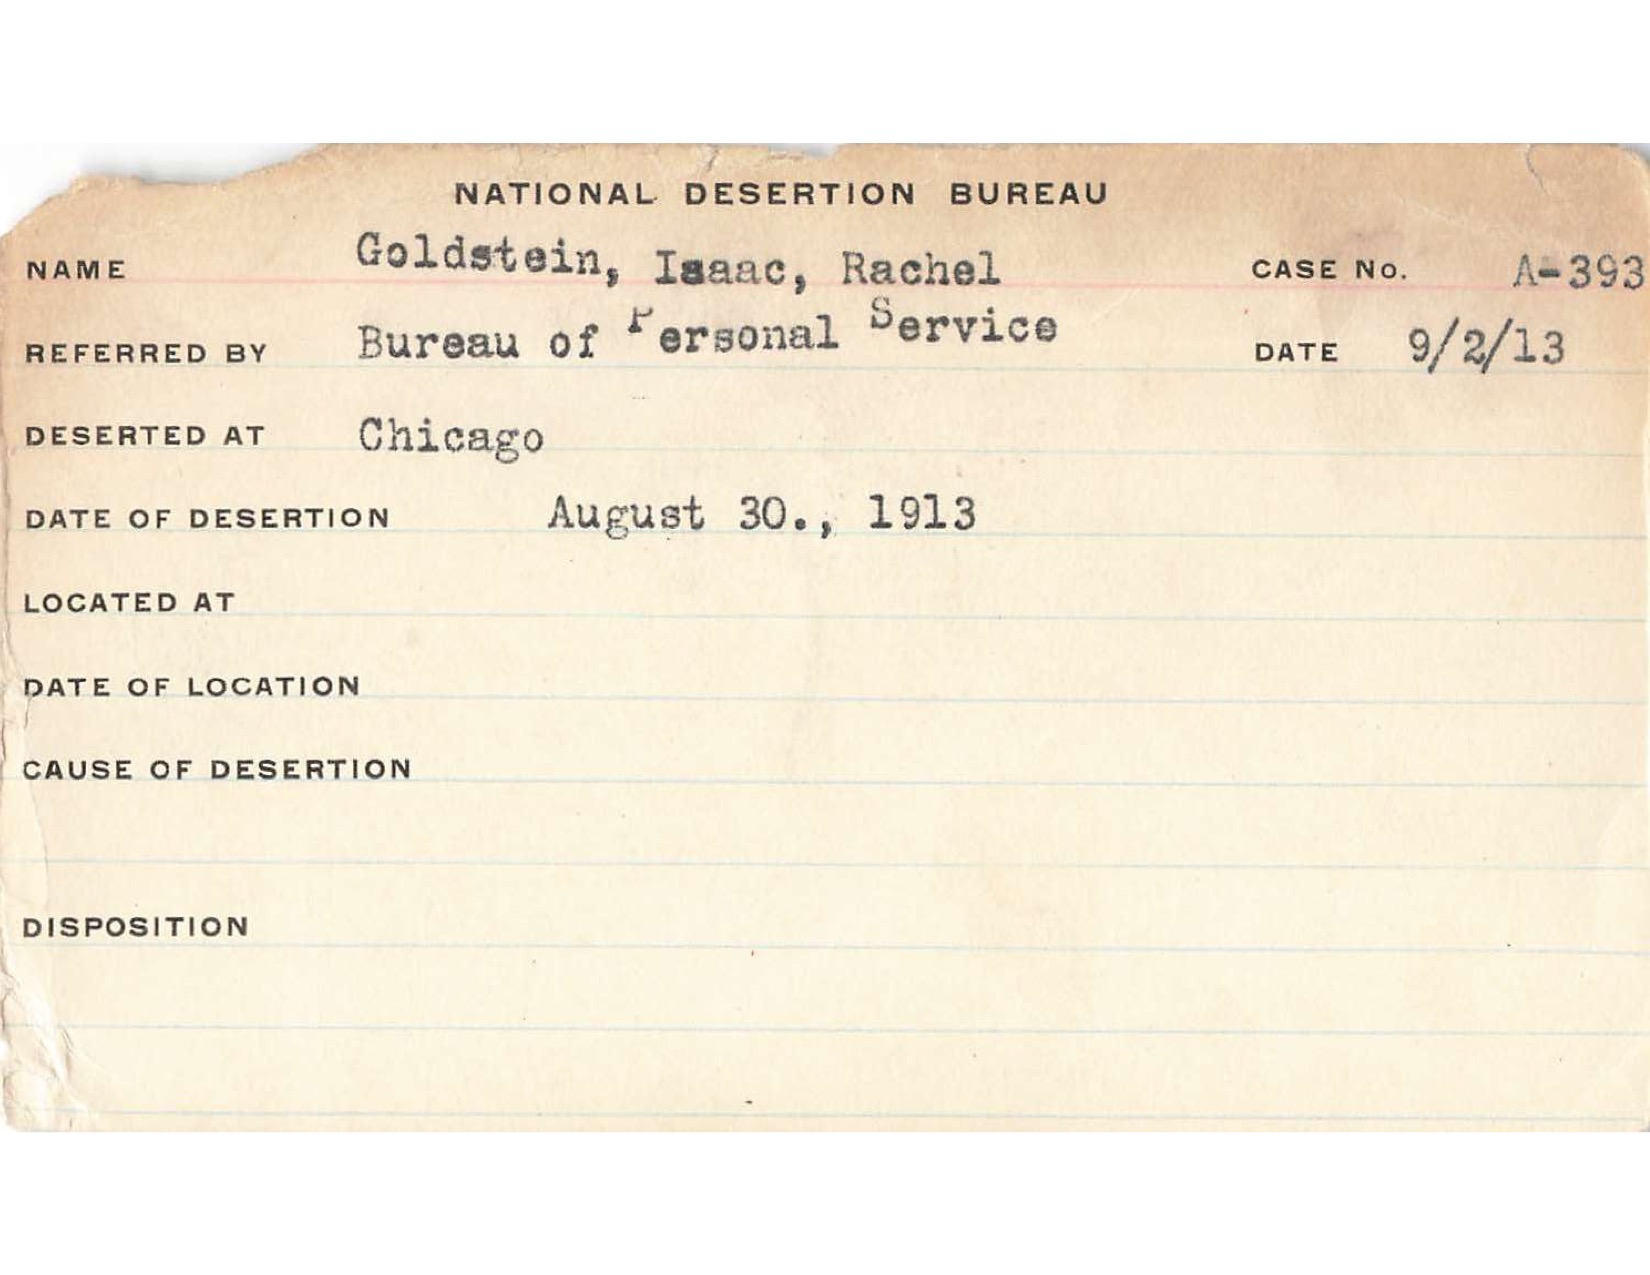 NATIONAL DESERTION BUREAU
NAME Goldstein, Isaac, Rachel CASE No. A-393
REFERRED BY Bureau of Personal Service DATE 9/2/13
DESERTED AT Chicago
DATE OF DESERTION August 30., 1913
LOCATED AT
DATE OF LOCATION
CAUSE OF DESERTION
DISPOSITION